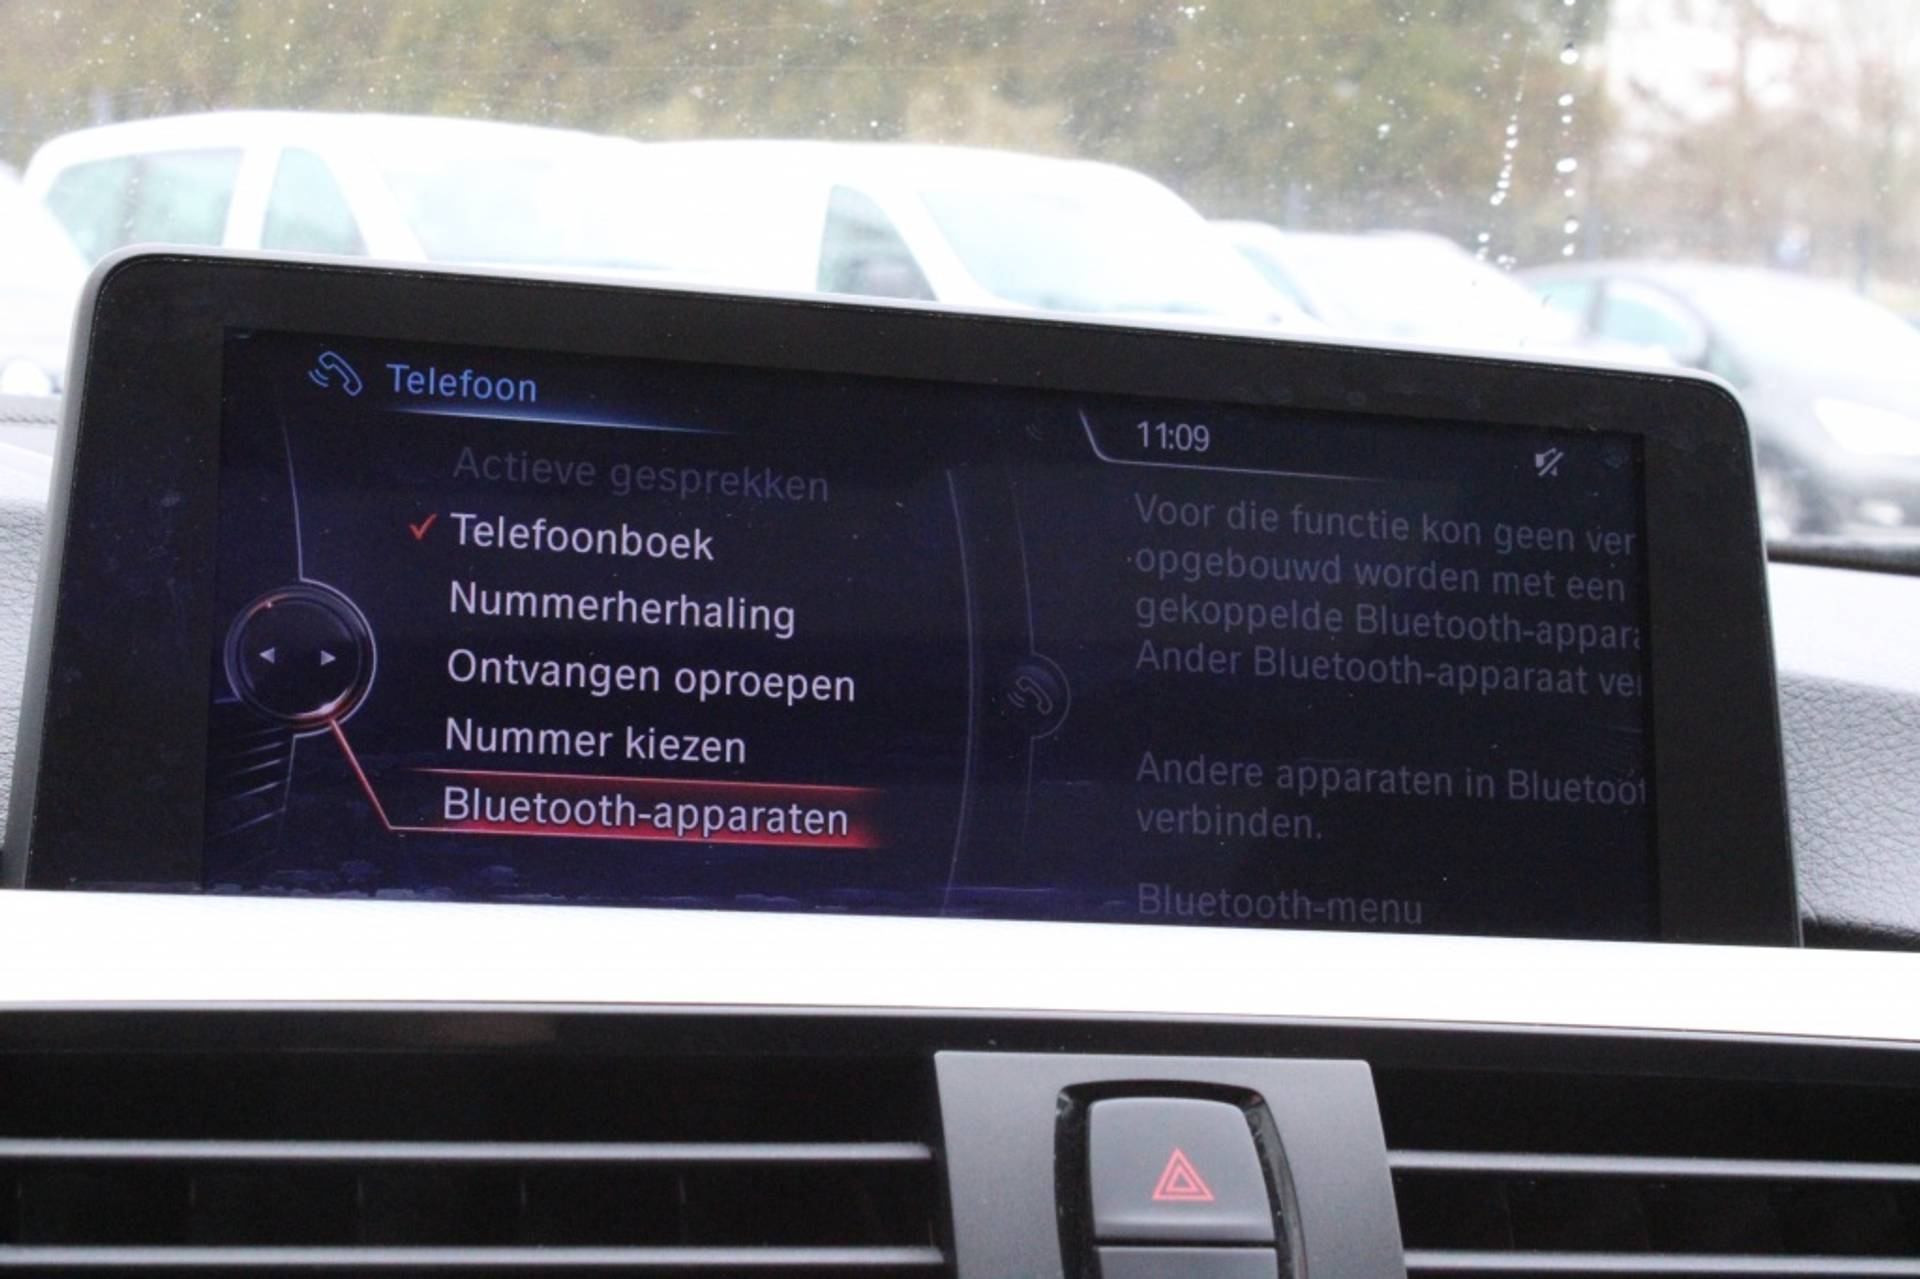 Telefoon
Actieve gesprekken
Telefoonboek
Nummerherhaling
Ontvangen oproepen
Nummer kiezen
Bluetooth-apparaten
11:09
Voor die functie kon geen ver
opgebouwd worden met een
gekoppelde Bluetooth-appara
Ander Bluetooth-apparaat ver
Andere apparaten in Bluetoot
verbinden.
Bluetooth-menu